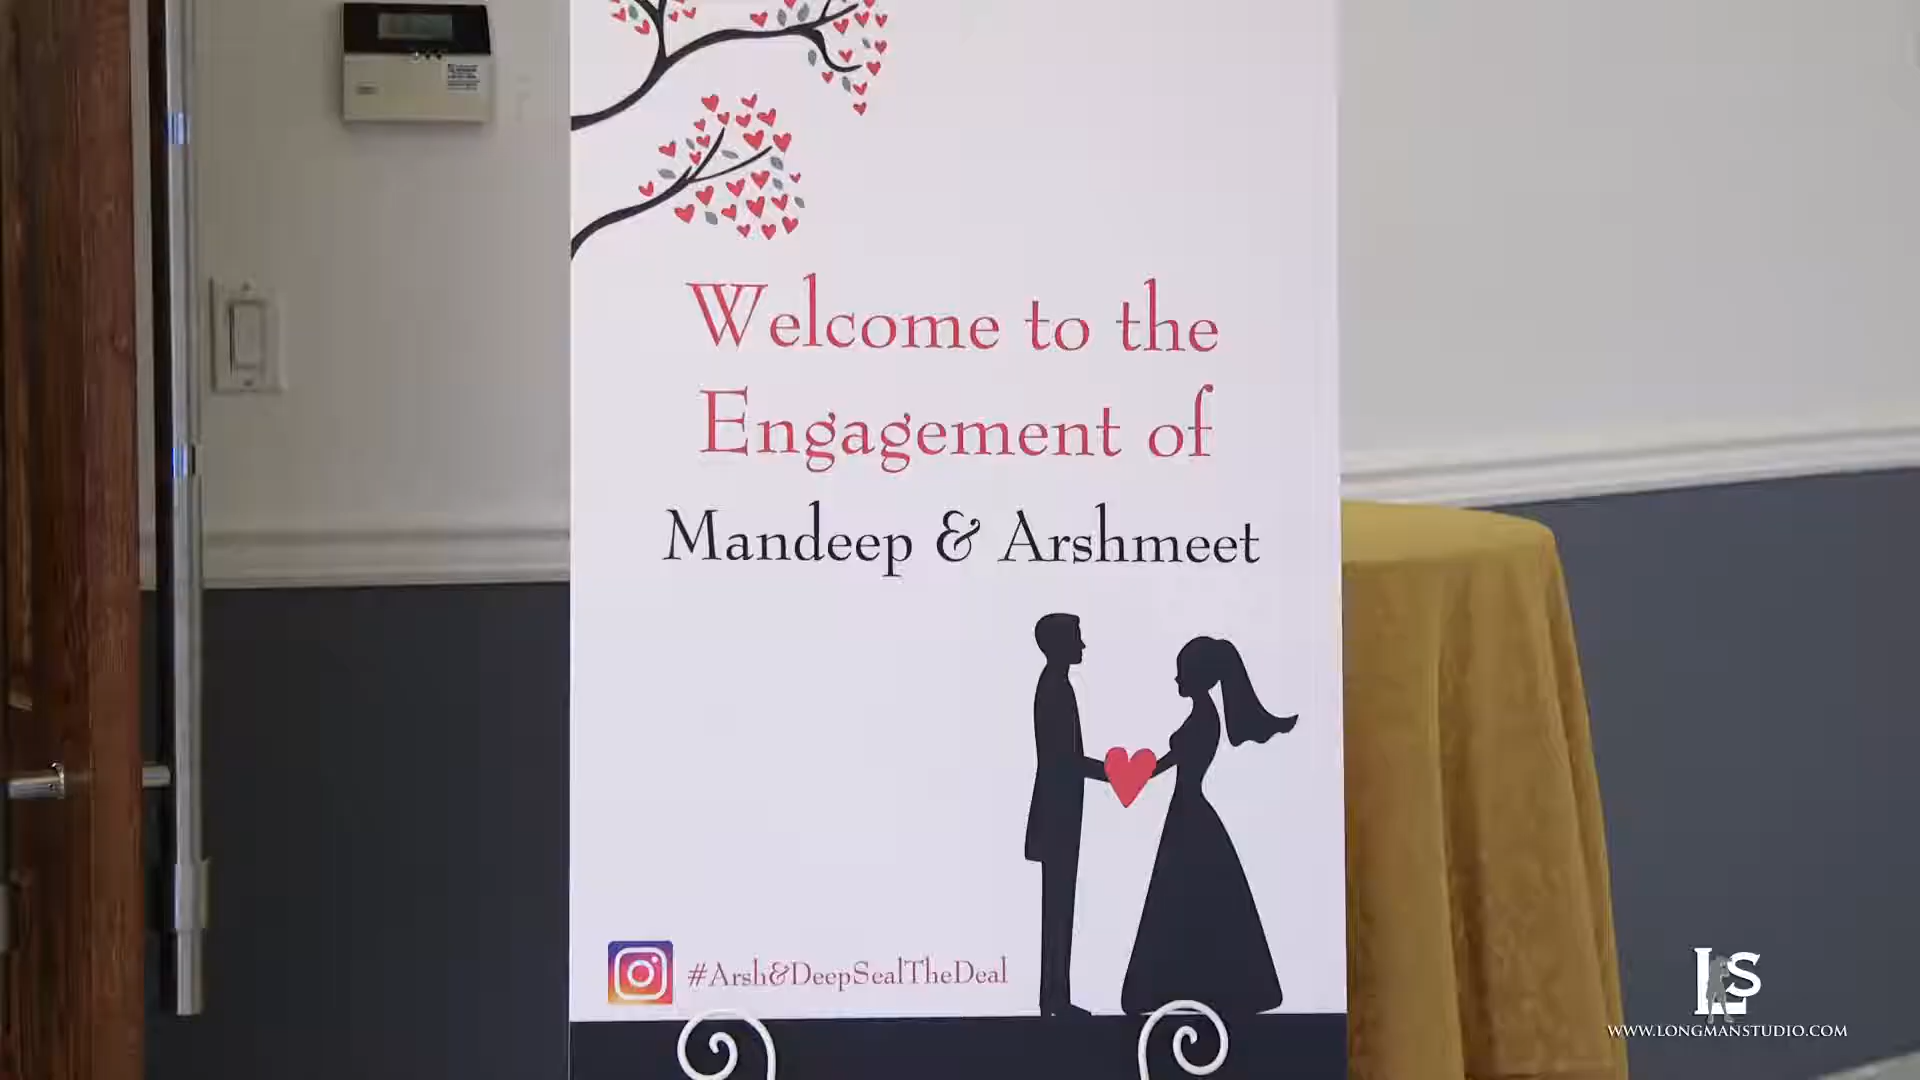 Welcome to the
Engagement of
Mandeep & Arshmeet
#Arsh&DeepSealTheDeal
LS
WWW.LONGMANSTUDIO.COM